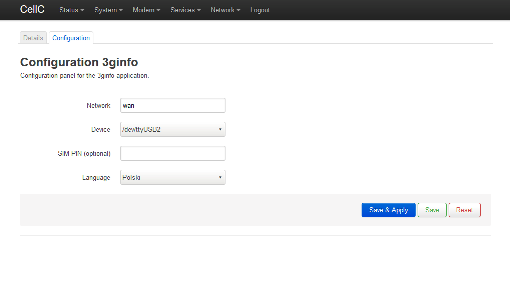 CellC Status System Modem Services Network Logout
Details Configuration
Configuration 3ginfo
Configuration panel for the 3ginfo application.
Network wan
Device /dev/ttyUSB2
SIM PIN (optional)
Language Polski
Save & Apply Save Reset